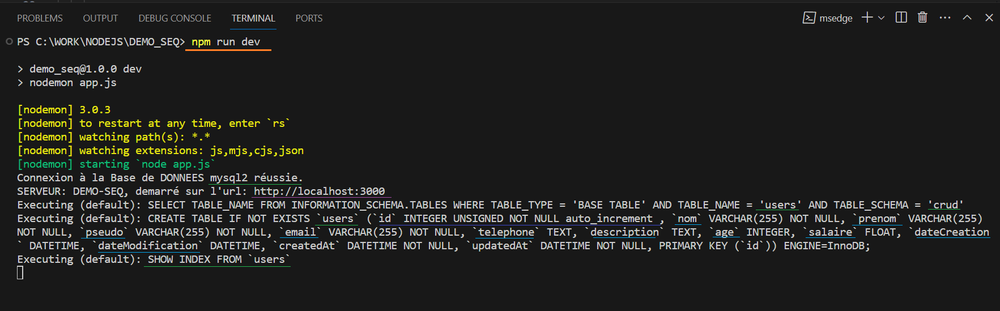 PROBLEMS OUTPUT DEBUG CONSOLE TERMINAL PORTS msedge
PS C:\WORK\NODEJS\DEMO_SEQ> npm run dev
> demo_seq@1.0.0 dev
> nodemon app.js
[nodemon] 3.0.3
[nodemon] to restart at any time, enter `rs`
[nodemon] watching path(s): *.*
[nodemon] watching extensions: js,mjs,cjs,json
[nodemon] starting `node app.js`
Connexion à la Base de DONNEES mysql2 réussie.
SERVEUR: DEMO-SEQ, demarré sur l'url: http://localhost:3000
Executing (default): SELECT TABLE_NAME FROM INFORMATION_SCHEMA.TABLES WHERE TABLE_TYPE = 'BASE TABLE' AND TABLE_NAME = 'users' AND TABLE_SCHEMA = 'crud'
Executing (default): CREATE TABLE IF NOT EXISTS `users` (`id` INTEGER UNSIGNED NOT NULL auto_increment , `nom` VARCHAR(255) NOT NULL, `prenom` VARCHAR(255)
NOT NULL, `pseudo` VARCHAR(255) NOT NULL, `email` VARCHAR(255) NOT NULL, `telephone` TEXT, `description` TEXT, `age` INTEGER, `salaire` FLOAT, `dateCreation
` DATETIME, `dateModification` DATETIME, `createdAt` DATETIME NOT NULL, `updatedAt` DATETIME NOT NULL, PRIMARY KEY (`id`)) ENGINE=InnoDB;
Executing (default): SHOW INDEX FROM `users`